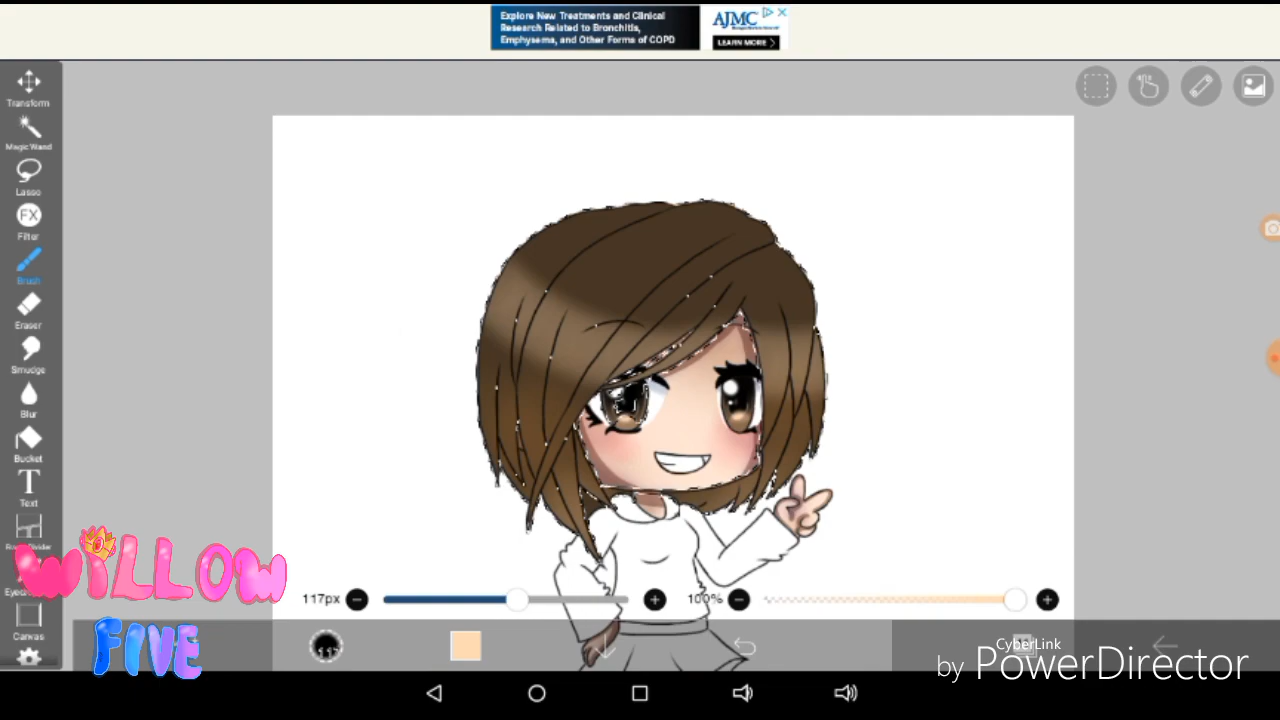 Explore New Treatments and Clinical
Research Related to Bronchitis,
Emphysema, and Other Forms of COPD
AJMC
LEARN MORE
Transform
Magic Wand
Lasso
FX
Filter
Brush
Eraser
Smudge
Blur
Bucket
T
Text
Divider
Canvas
WiLLOW
FIVE
117px
100%
CyberLink
by PowerDirector